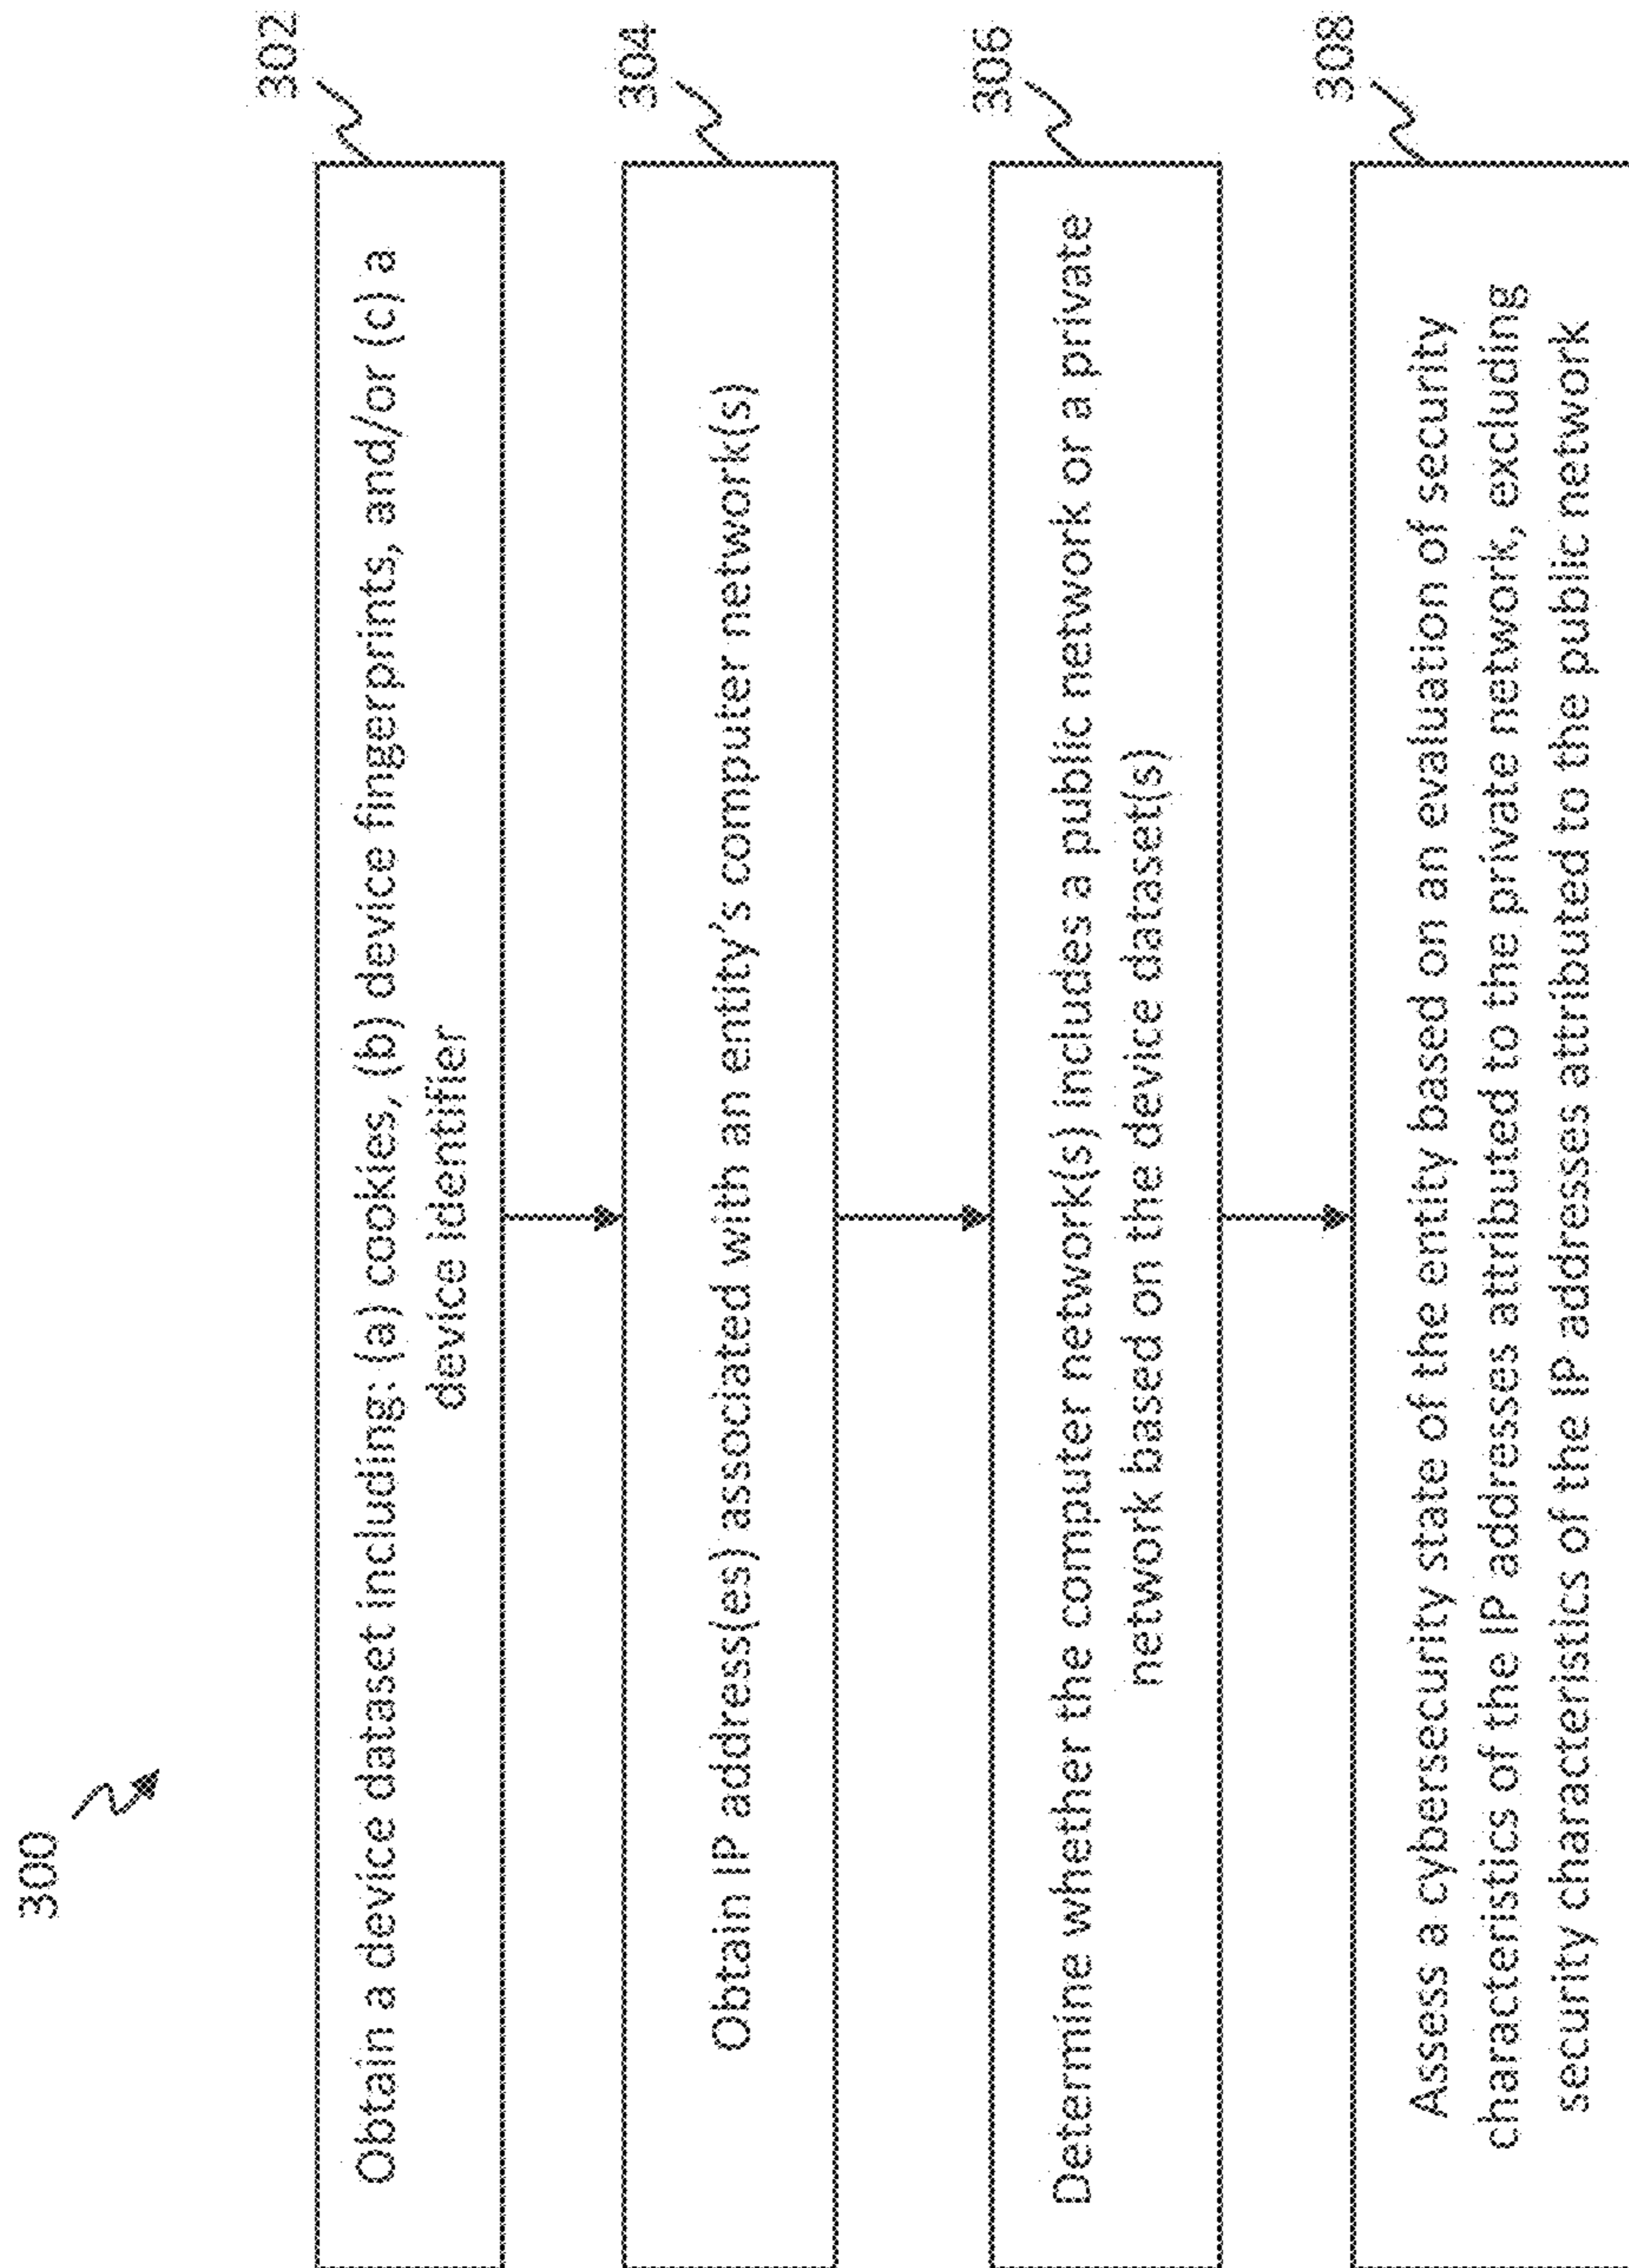 300
302
Obtain a device dataset including: (a) cookies, (b) device fingerprints, and/or (c) a
device identifier
304
Obtain IP address(es) associated with an entity's computer network(s)
306
Determine whether the computer network(s) includes a public network or a private
network based on the device dataset(s)
308
Assess a cybersecurity state of the entity based on an evaluation of security
characteristics of the IP addresses attributed to the private network, excluding
security characteristics of the IP addresses attributed to the public network